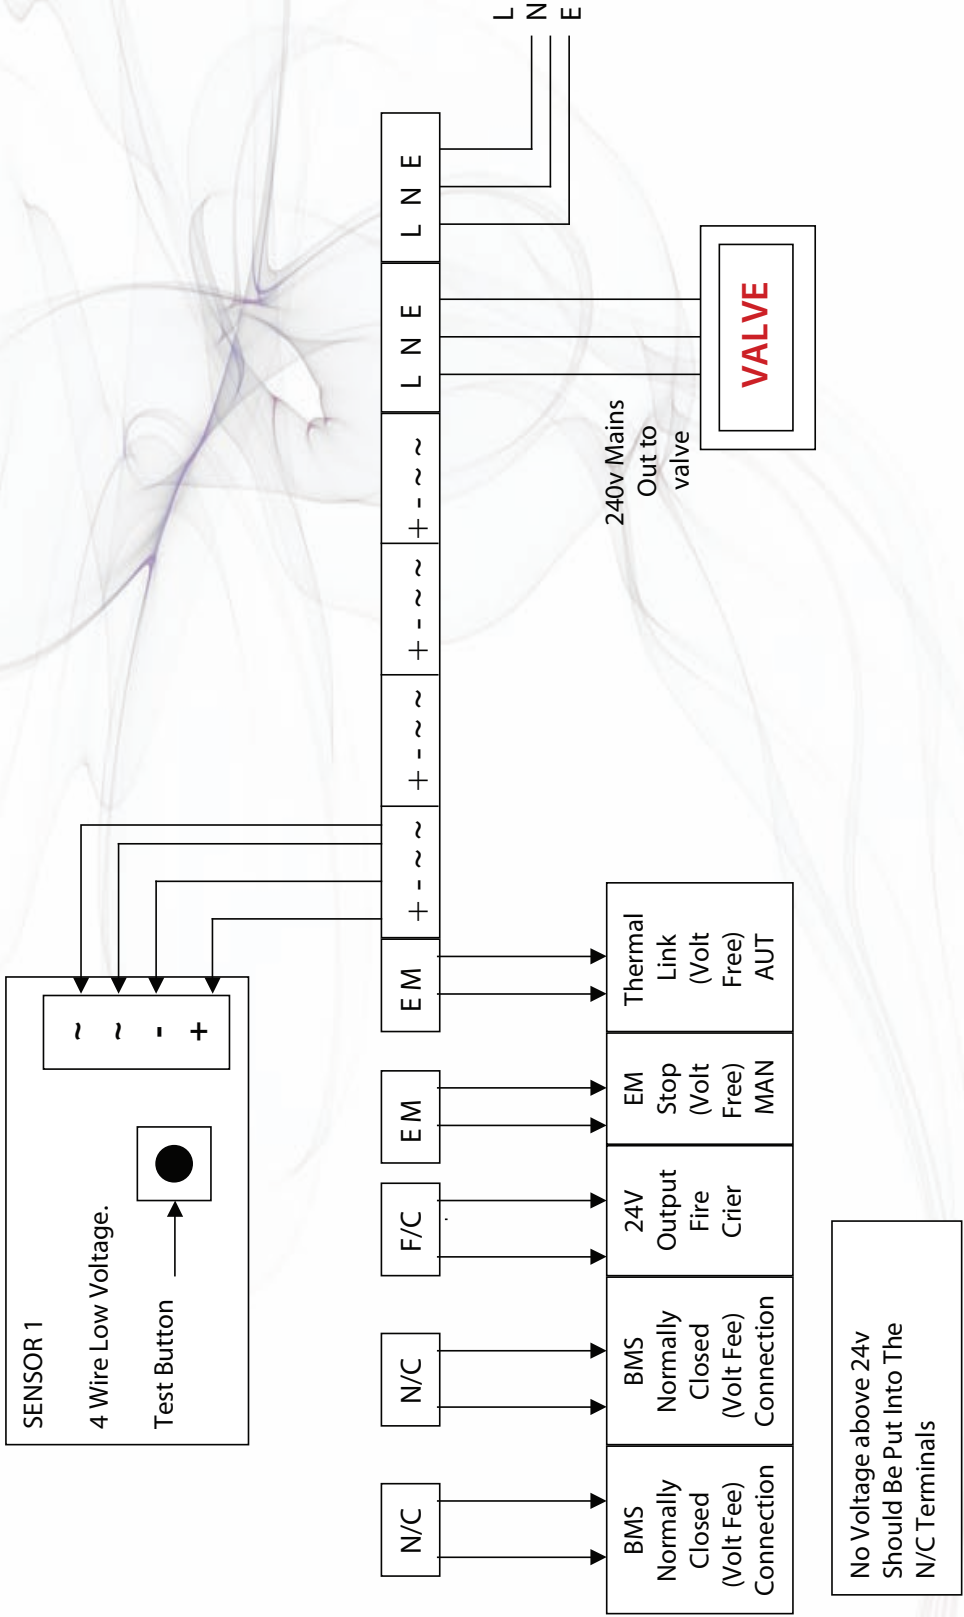 SENSOR 1
4 Wire Low Voltage.
Test Button
~
~
-
+
N/C
N/C
F/C
E M
E M
+ - ~ ~
+ - ~ ~
+ - ~ ~
+ - ~ ~
L N E
L N E
L
N
E
BMS
Normally
Closed
(Volt Fee)
Connection
BMS
Normally
Closed
(Volt Fee)
Connection
24V
Output
Fire
Crier
EM
Stop
(Volt
Free)
MAN
Thermal
Link
(Volt
Free)
AUT
240v Mains
Out to
valve
VALVE
No Voltage above 24v
Should Be Put Into The
N/C Terminals